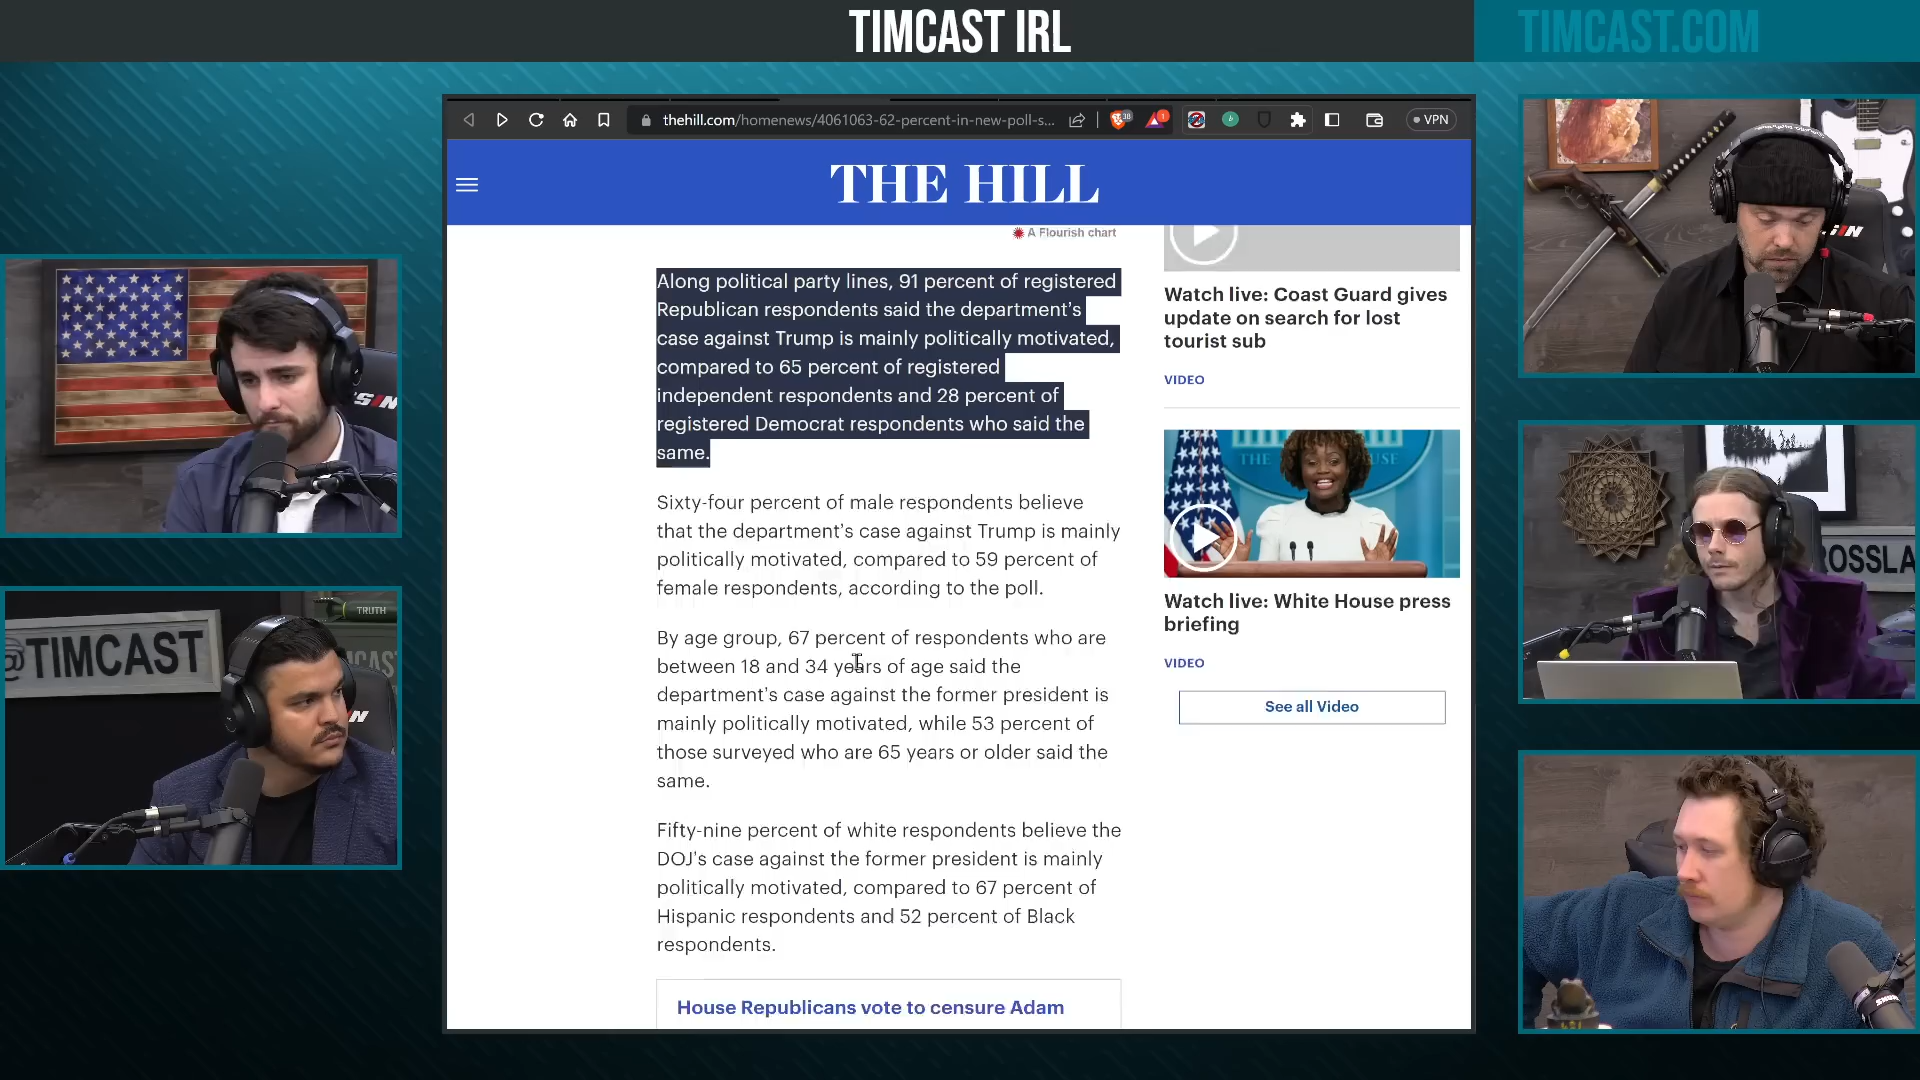 TIMCAST IRL
TIMCAST.COM
thehill.com/homenews/4061063-62-percent-in-new-poll-s...
38
1
VPN
THE HILL
A Flourish chart
Along political party lines, 91 percent of registered
Republican respondents said the department's
case against Trump is mainly politically motivated,
compared to 65 percent of registered
independent respondents and 28 percent of
registered Democrat respondents who said the
same.
Sixty-four percent of male respondents believe
that the department's case against Trump is mainly
politically motivated, compared to 59 percent of
female respondents, according to the poll.
By age group, 67 percent of respondents who are
between 18 and 34 years of age said the
department's case against the former president is
mainly politically motivated, while 53 percent of
those surveyed who are 65 years or older said the
same.
Fifty-nine percent of white respondents believe the
DOJ's case against the former president is mainly
politically motivated, compared to 67 percent of
Hispanic respondents and 52 percent of Black
respondents.
House Republicans vote to censure Adam
Watch live: Coast Guard gives
update on search for lost
tourist sub
VIDEO
Watch live: White House press
briefing
VIDEO
See all Video
@TIMCAST
TRUTH
CAST
ROSSLA